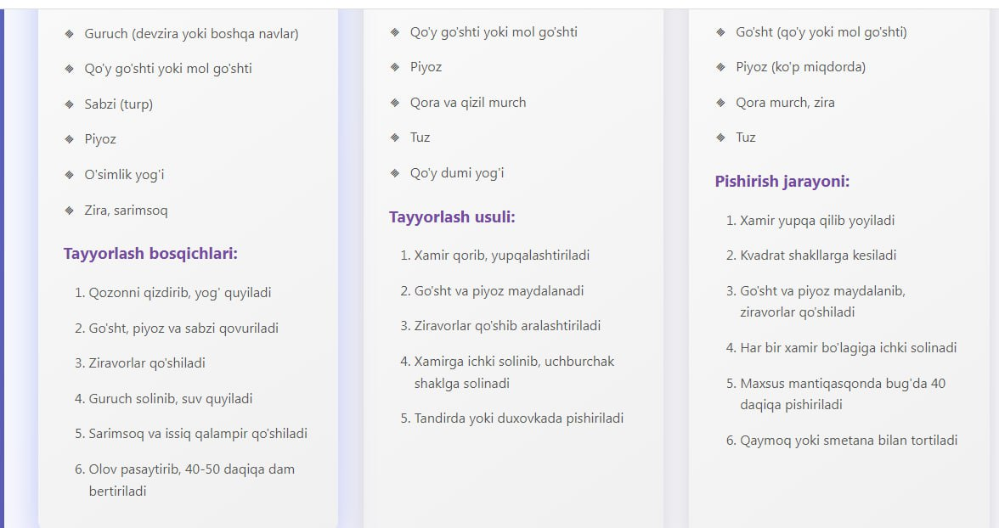 Guruch (devzira yoki boshqa navlar)
Qo'y go'shti yoki mol go'shti
Sabzi (turp)
Piyoz
O'simlik yog'i
Zira, sarimsoq
Tayyorlash bosqichlari:
1. Qozonni qizdirib, yog' quyiladi
2. Go'sht, piyoz va sabzi qovuriladi
3. Ziravorlar qo'shiladi
4. Guruch solinib, suv quyiladi
5. Sarimsoq va issiq qalampir qo'shiladi
6. Olov pasaytirib, 40-50 daqiqa dam
bertiriladi
Qo'y go'shti yoki mol go'shti
Piyoz
Qora va qizil murch
Tuz
Qo'y dumi yog'i
Tayyorlash usuli:
1. Xamir qorib, yupqalashtiriladi
2. Go'sht va piyoz maydalanadi
3. Ziravorlar qo'shib aralashtiriladi
4. Xamirga ichki solinib, uchburchak
shaklga solinadi
5. Tandirda yoki duxovkada pishiriladi
Go'sht (qo'y yoki mol go'shti)
Piyoz (ko'p miqdorda)
Qora murch, zira
Tuz
Pishirish jarayoni:
1. Xamir yupqa qilib yoyiladi
2. Kvadrat shakllarga kesiladi
3. Go'sht va piyoz maydalanib,
ziravorlar qo'shiladi
4. Har bir xamir bo'lagiga ichki solinadi
5. Maxsus mantiqasqonda bug'da 40
daqiqa pishiriladi
6. Qaymoq yoki smetana bilan tortiladi